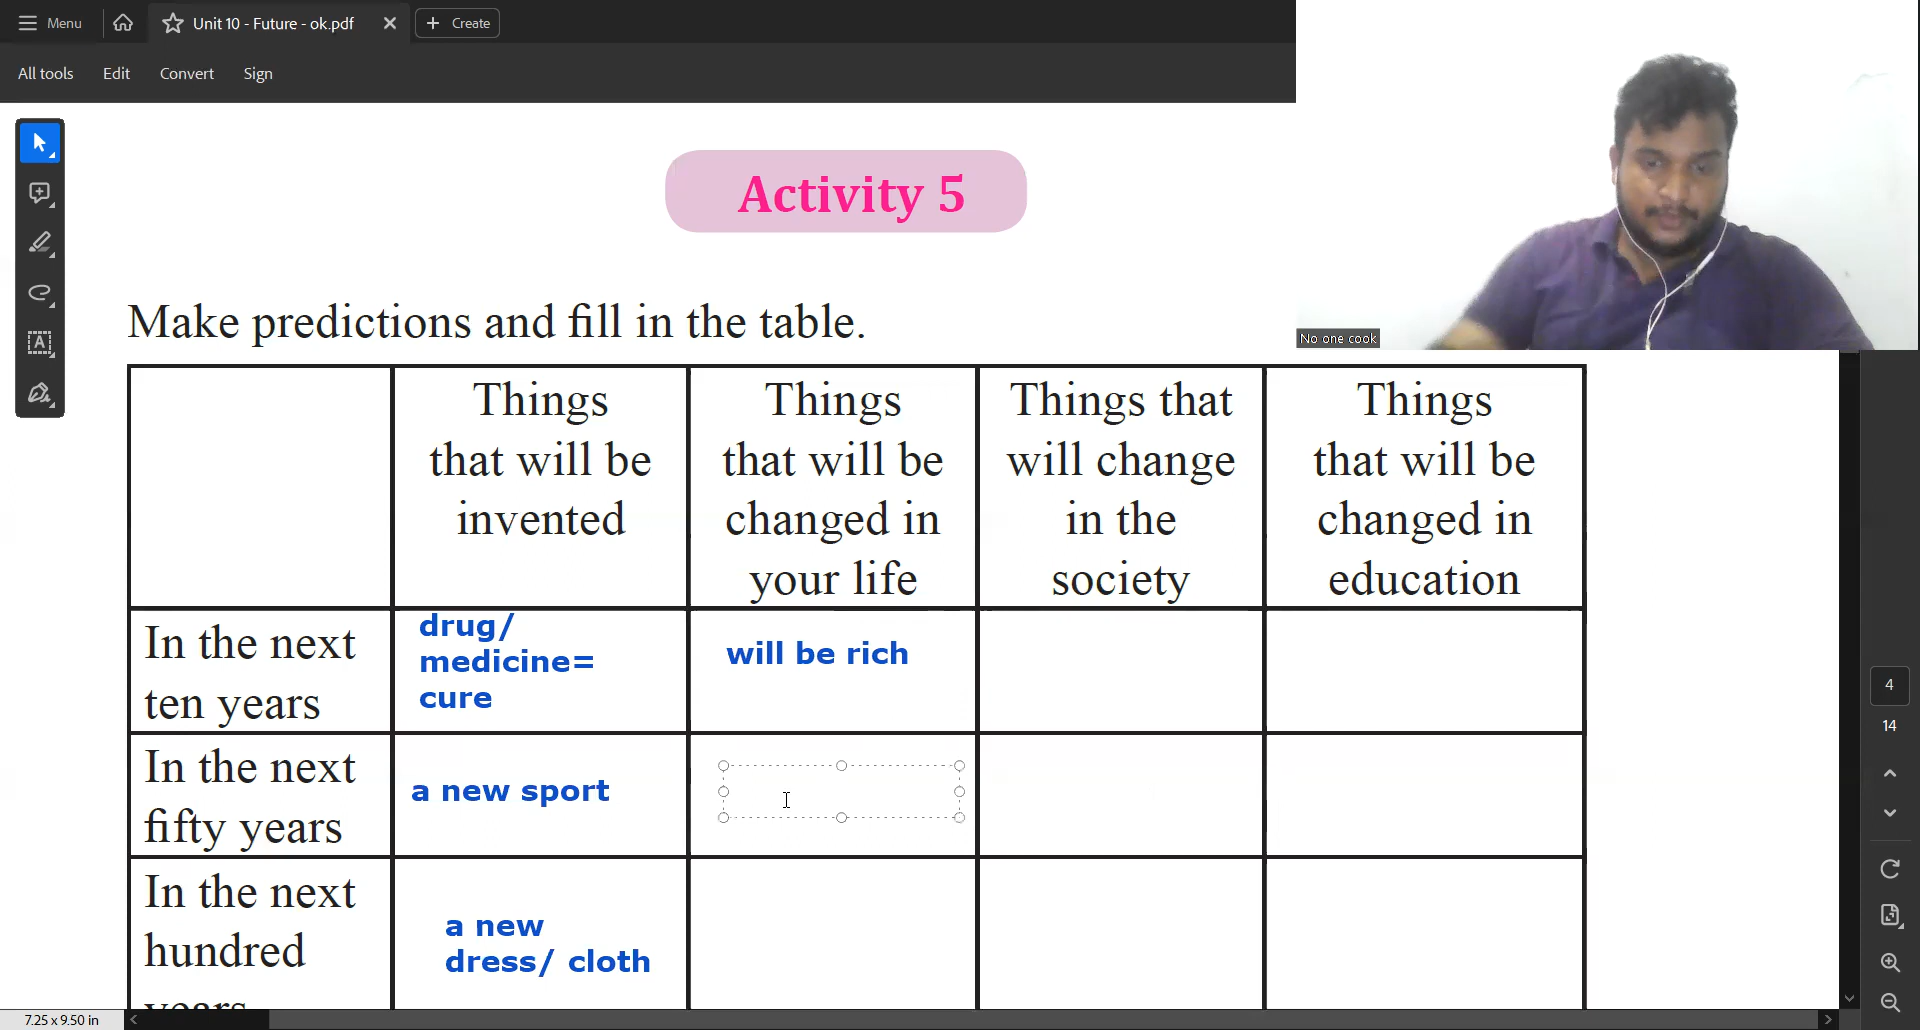 Menu
Unit 10 - Future - ok.pdf
Create
All tools
Edit
Convert
Sign
Activity 5
No one cook
Make predictions and fill in the table.
Things
that will be
invented
Things
that will be
changed in
your life
Things that
will change
in the
society
Things
that will be
changed in
education
In the next
ten years
drug/
medicine=
cure
will be rich
In the next
fifty years
a new sport
In the next
hundred
years
a new
dress/ cloth
4
14
7.25 x 9.50 in